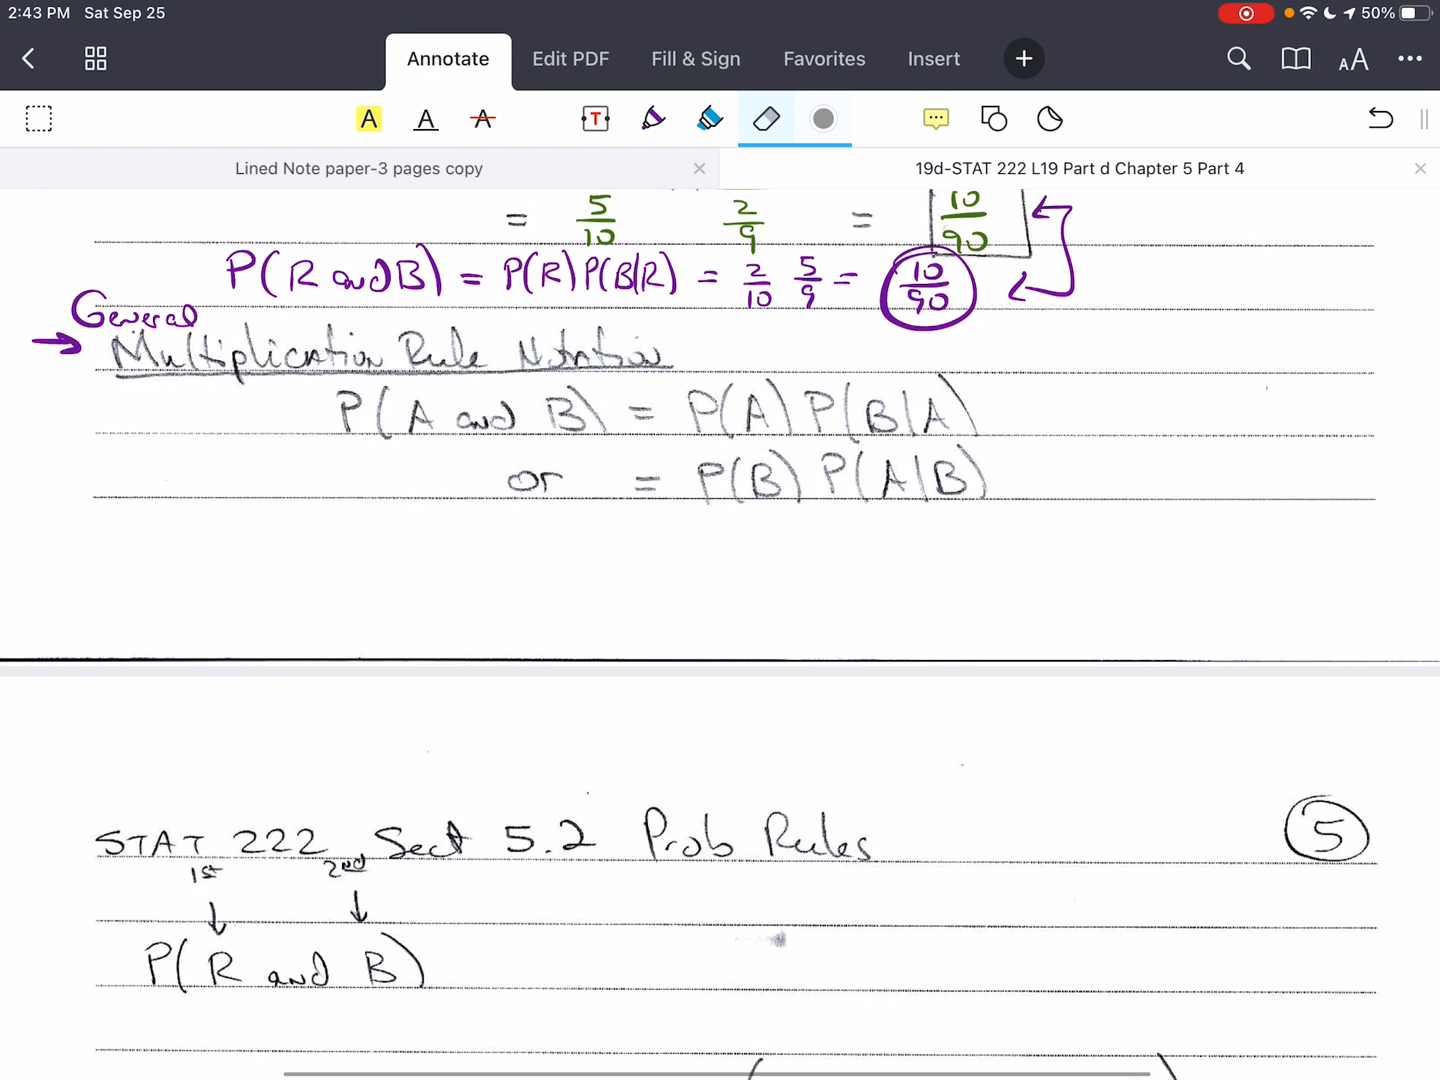 2:43 PM Sat Sep 25 50%
Annotate Edit PDF Fill & Sign Favorites Insert
A A A T AA
Lined Note paper-3 pages copy 19d-STAT 222 L19 Part d Chapter 5 Part 4
= 5/10 2/9 = 10/90
P(R and B) = P(R) P(B|R) = 2/10 5/9 = 10/90
General
Multiplication Rule Notation
P(A and B) = P(A) P(B|A)
or = P(B) P(A|B)
STAT 222 Sect 5.2 Prob Rules 5
1st 2nd
P(R and B)